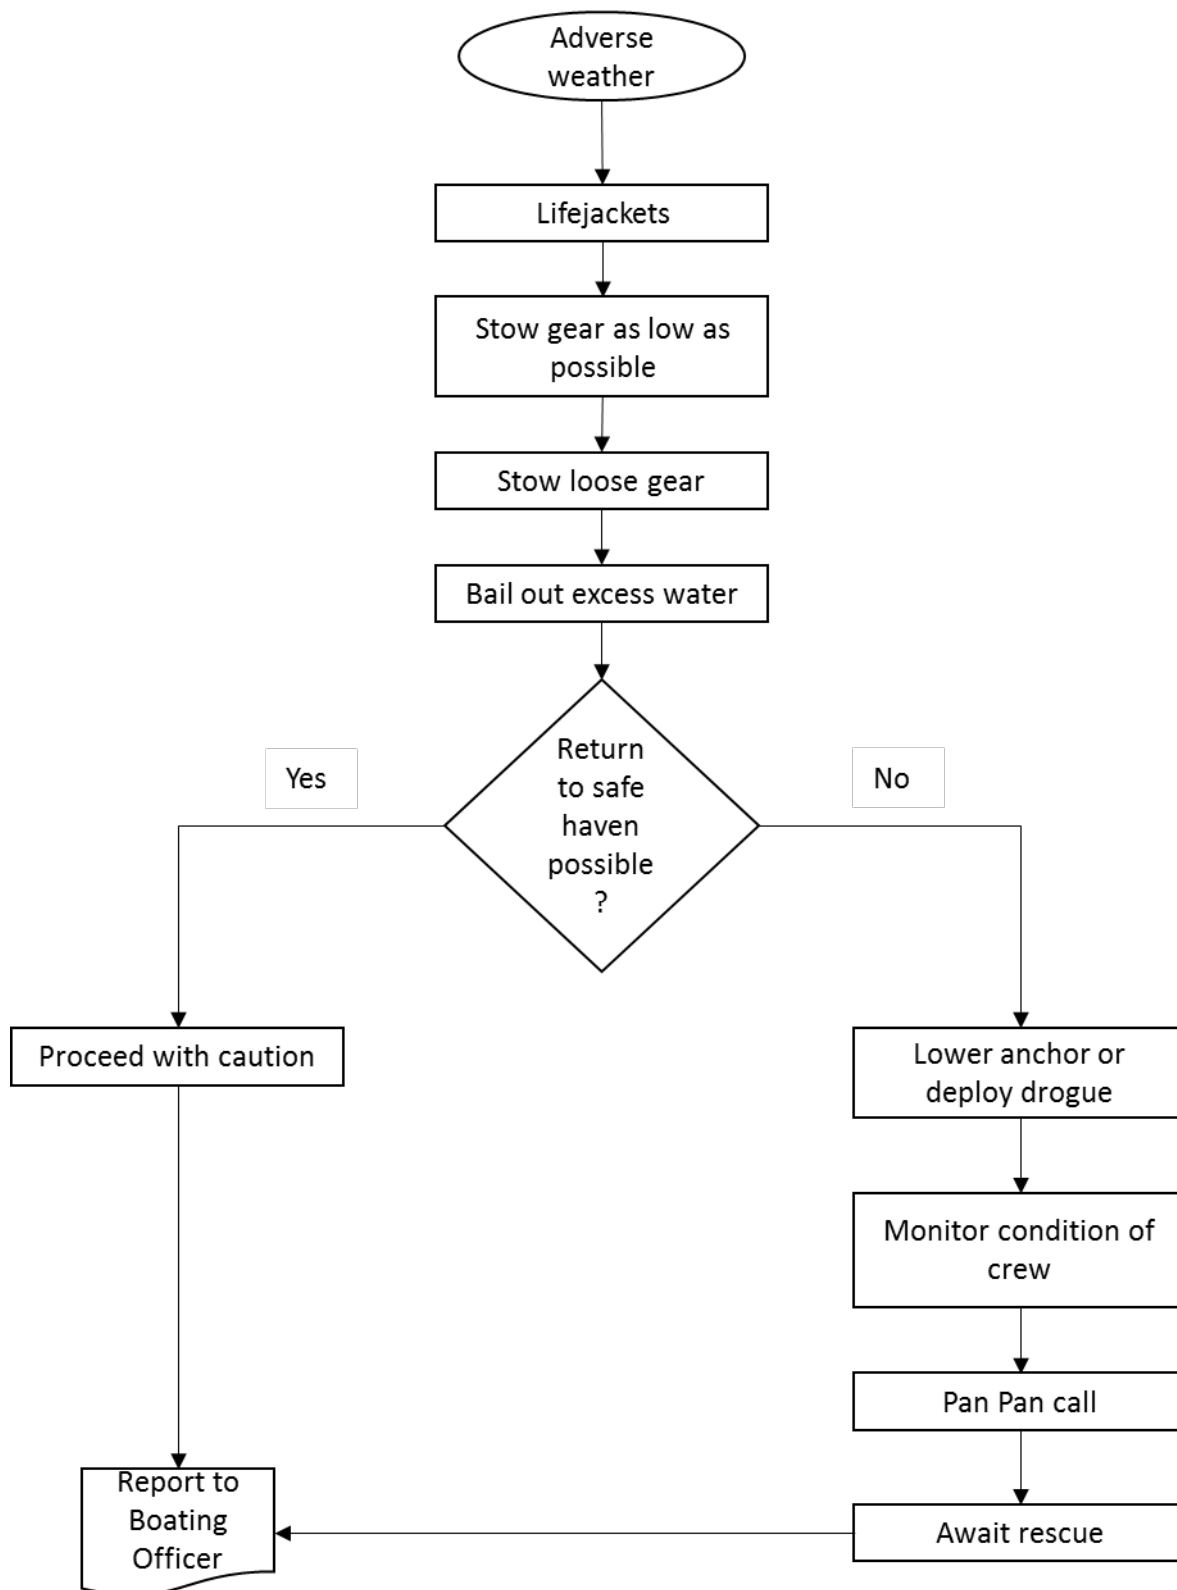 Adverse
weather
Lifejackets
Stow gear as low as
possible
Stow loose gear
Bail out excess water
Return
to safe
haven
possible
?
Yes
No
Proceed with caution
Lower anchor or
deploy drogue
Monitor condition of
crew
Pan Pan call
Await rescue
Report to
Boating
Officer